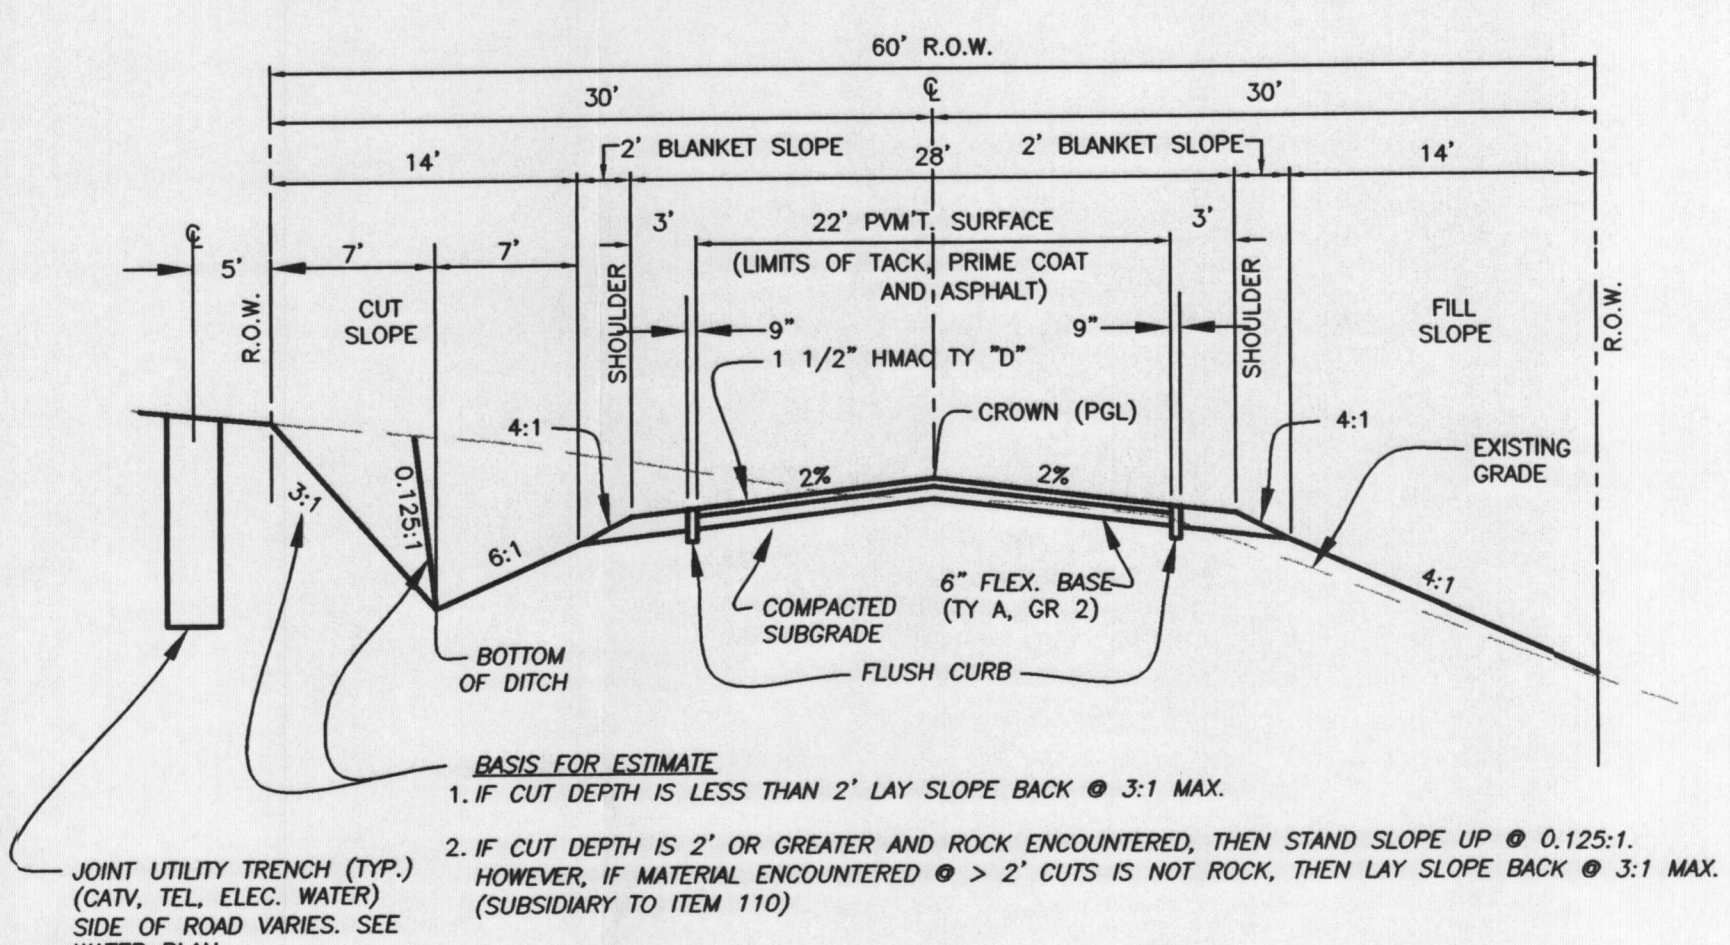 60' R.O.W.
℄
30'
30'
2' BLANKET SLOPE
2' BLANKET SLOPE
14'
28'
14'
℄
3'
22' PVM'T. SURFACE
3'
5'
7'
7'
(LIMITS OF TACK, PRIME COAT
AND ASPHALT)
R.O.W.
CUT
SLOPE
SHOULDER
9"
9"
SHOULDER
FILL
SLOPE
R.O.W.
1 1/2" HMAC TY "D"
CROWN (PGL)
4:1
4:1
EXISTING
GRADE
2%
2%
3:1
0.125:1
6:1
4:1
6" FLEX. BASE
(TY A, GR 2)
COMPACTED
SUBGRADE
BOTTOM
OF DITCH
FLUSH CURB
BASIS FOR ESTIMATE
1. IF CUT DEPTH IS LESS THAN 2' LAY SLOPE BACK @ 3:1 MAX.
2. IF CUT DEPTH IS 2' OR GREATER AND ROCK ENCOUNTERED, THEN STAND SLOPE UP @ 0.125:1.
HOWEVER, IF MATERIAL ENCOUNTERED @ > 2' CUTS IS NOT ROCK, THEN LAY SLOPE BACK @ 3:1 MAX.
(SUBSIDIARY TO ITEM 110)
JOINT UTILITY TRENCH (TYP.)
(CATV, TEL, ELEC. WATER)
SIDE OF ROAD VARIES. SEE